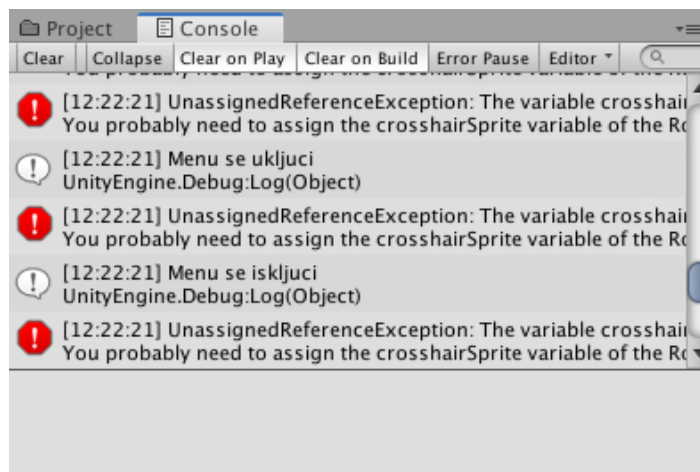 Project
Console
Clear
Collapse
Clear on Play
Clear on Build
Error Pause
Editor
[12:22:21] UnassignedReferenceException: The variable crosshair
You probably need to assign the crosshairSprite variable of the Ro
[12:22:21] Menu se ukljuci
UnityEngine.Debug:Log(Object)
[12:22:21] UnassignedReferenceException: The variable crosshair
You probably need to assign the crosshairSprite variable of the Ro
[12:22:21] Menu se iskljuci
UnityEngine.Debug:Log(Object)
[12:22:21] UnassignedReferenceException: The variable crosshair
You probably need to assign the crosshairSprite variable of the Ro